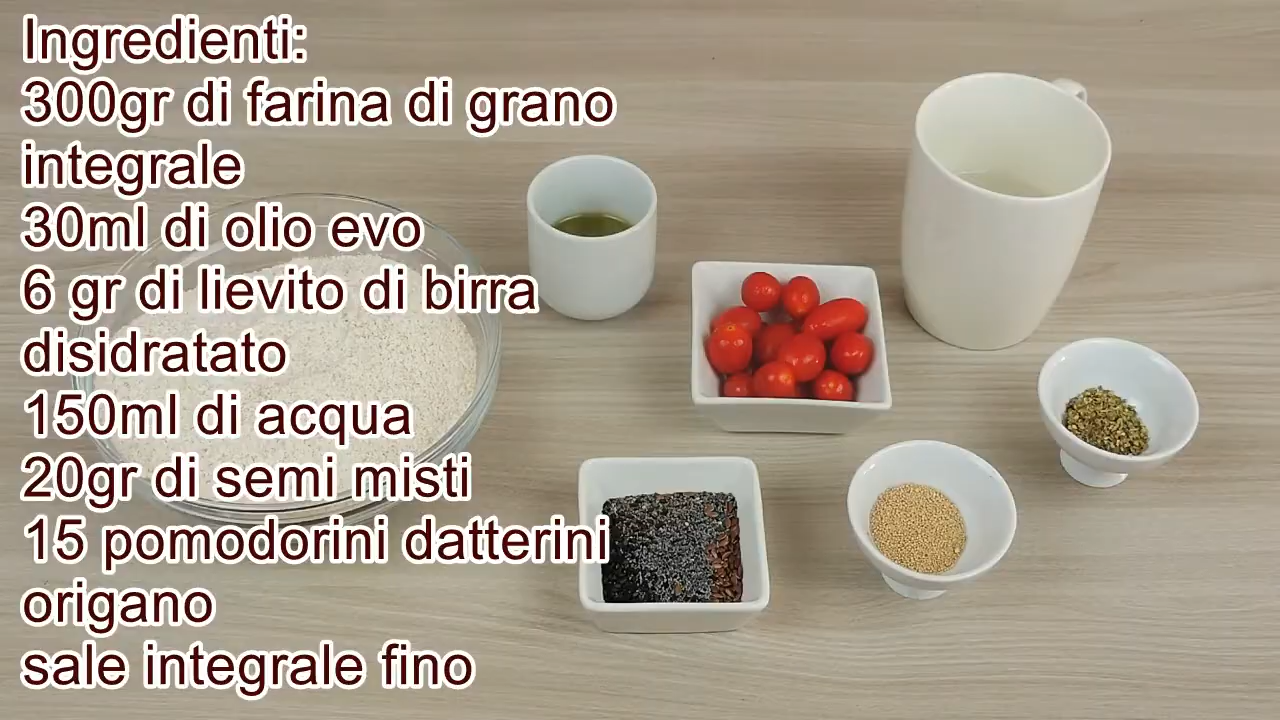 Ingredienti:
300gr di farina di grano
integrale
30ml di olio evo
6 gr di lievito di birra
disidratato
150ml di acqua
20gr di semi misti
15 pomodorini datterini
origano
sale integrale fino